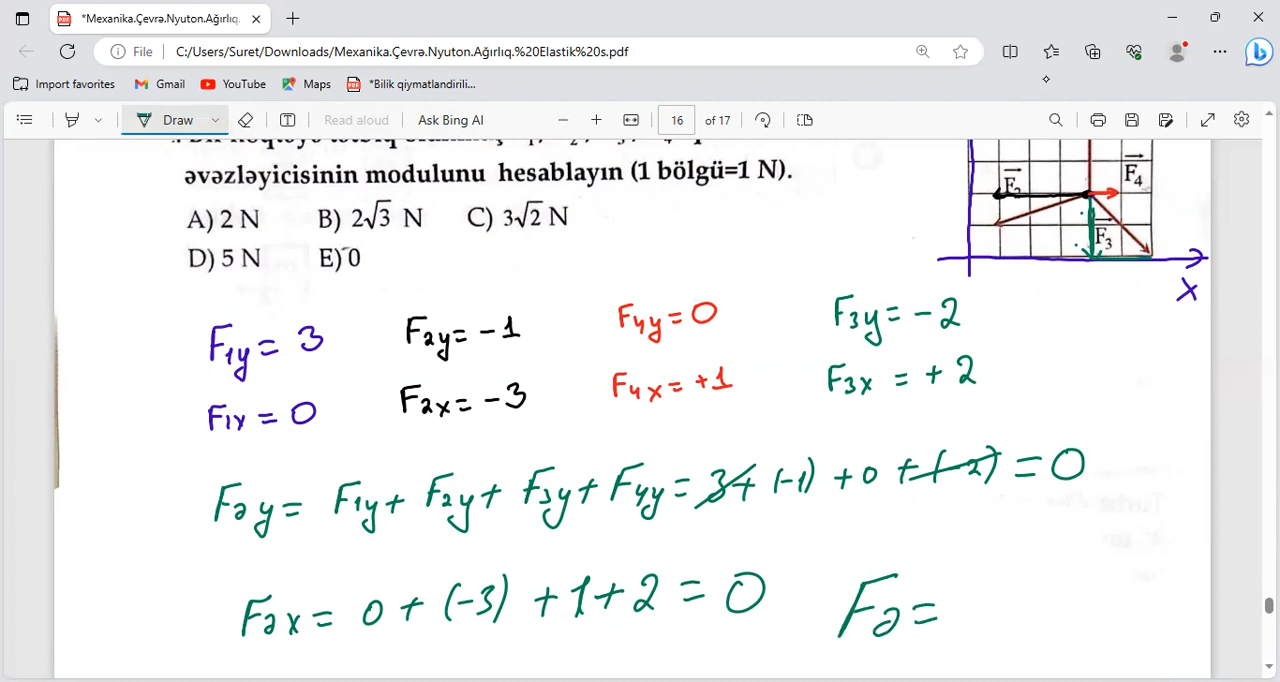 *Mexanika.Çevrə.Nyuton.Ağırlıq.
File C:/Users/Suret/Downloads/Mexanika.Çevrə.Nyuton.Ağırlıq.%20Elastik%20s.pdf
Import favorites Gmail YouTube Maps *Bilik qiymatlandirili...
Draw Read aloud Ask Bing AI 16 of 17
əvəzləyicisinin modulunu hesablayın (1 bölgü=1 N).
A) 2 N B) 2√3 N C) 3√2 N
D) 5 N E) 0
F₂ F₄
F₃
X
F1y = 3 F2y = -1 F4y = 0 F3y = -2
F1x = 0 F2x = -3 F4x = +1 F3x = +2
Fəy = F1y + F2y + F3y + F4y = 3 + (-1) + 0 + (-2) = 0
Fəx = 0 + (-3) + 1 + 2 = 0 Fə =